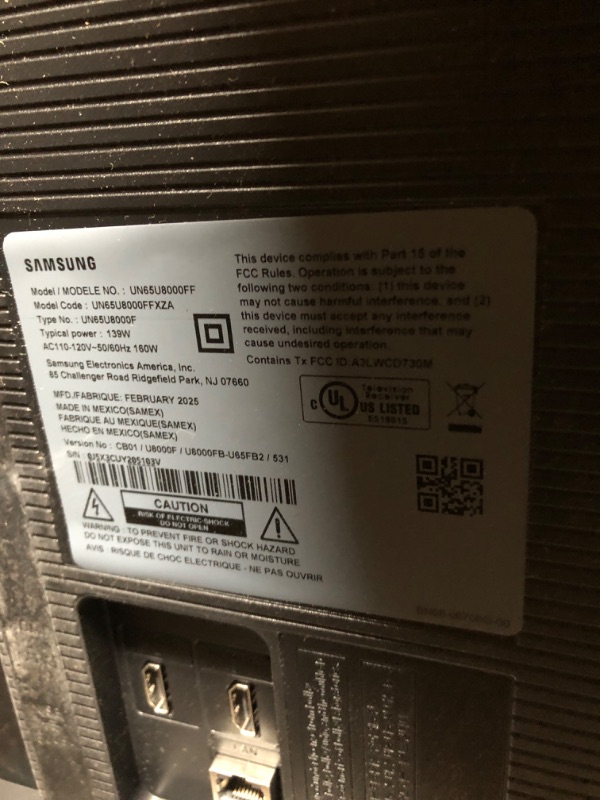 SAMSUNG
Model / MODELE NO. : UN65U8000FF
Model Code : UN65U8000FFXZA
Type No. : UN65U8000F
Typical power : 139W
AC110-120V~50/60Hz 160W
Samsung Electronics America, Inc.
85 Challenger Road Ridgefield Park, NJ 07660
MFD./FABRIQUE: FEBRUARY 2025
MADE IN MEXICO(SAMEX)
FABRIQUE AU MEXIQUE(SAMEX)
HECHO EN MEXICO(SAMEX)
Version No : CB01 / U8000F / U6000FB-U65FB2 / 531
S/N :
CAUTION
RISK OF ELECTRIC SHOCK
DO NOT OPEN
WARNING : TO PREVENT FIRE OR SHOCK HAZARD
DO NOT EXPOSE THIS UNIT TO RAIN OR MOISTURE
AVIS : RISQUE DE CHOC ELECTRIQUE - NE PAS OUVRIR
This device complies with Part 15 of the
FCC Rules. Operation is subject to the
following two conditions: (1) this device
may not cause harmful interference, and (2)
this device must accept any interference
received, including interference that may
cause undesired operation.
Contains Tx FCC ID: A3LWCD730M
Television
Receiver
C UL US LISTED
LAN